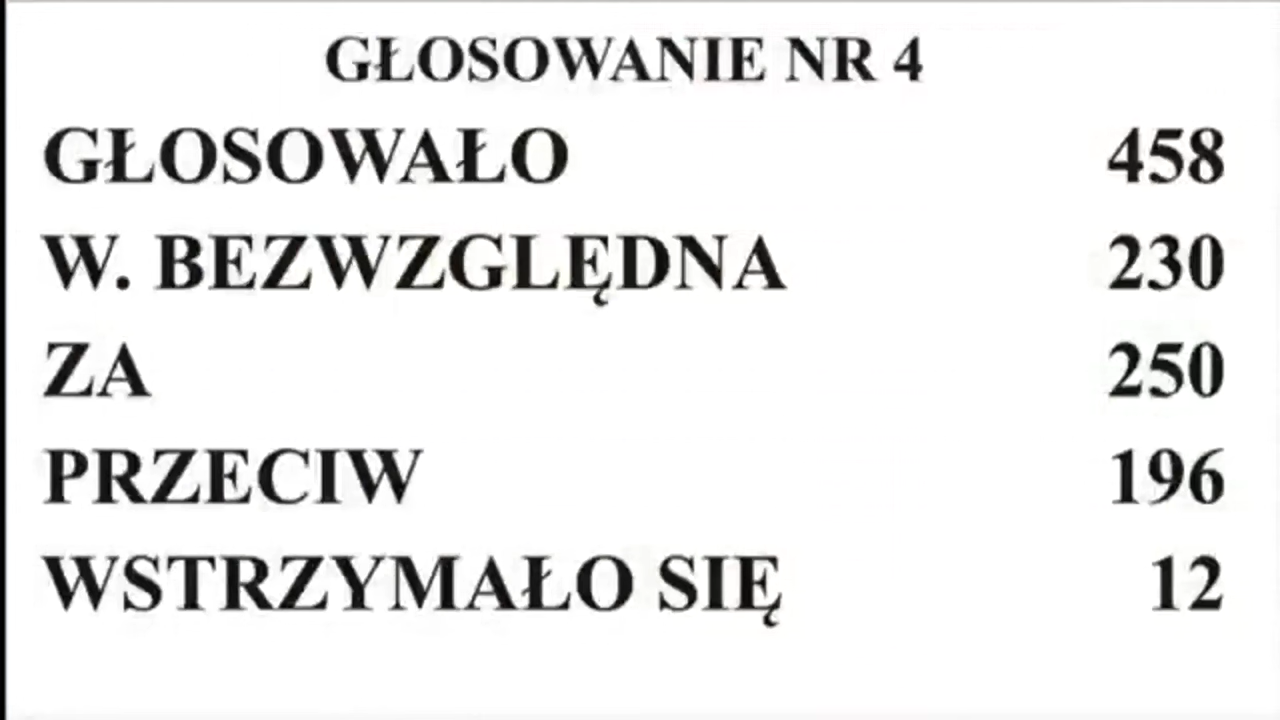 GŁOSOWANIE NR 4
GŁOSOWAŁO 458
W. BEZWZGLĘDNA 230
ZA 250
PRZECIW 196
WSTRZYMAŁO SIĘ 12